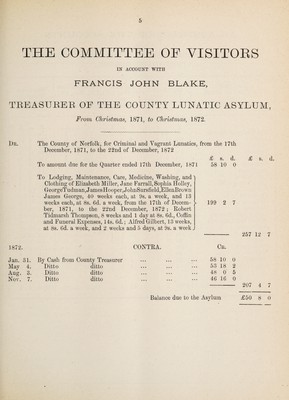 5
THE COMMITTEE OF VISITORS
IN ACCOUNT WITH
FRANCIS JOHN BLAKE,
TREASURER OF THE COUNTY LUNATIC ASYLUM,
From Christmas, 1871, to Christmas, 1872.
DR. The County of Norfolk, for Criminal and Vagrant Lunatics, from the 17th
December, 1871, to the 22nd of December, 1872
£ s. d. £ s. d.
To amount due for the Quarter ended 17th December, 1871 58 10 0
To Lodging, Maintenance, Care, Medicine, Washing, and
Clothing of Elizabeth Miller, Jane Farrall, Sophia Holley,
George Tudman, James Hooper, John Barsfield, Ellen Brown
James George, 40 weeks each, at 9s. a week, and 13
weeks each, at 8s. 6d. a week, from the 17th of Decem-
ber, 1871, to the 22nd December, 1872; Robert
Tidmarsh Thompson, 8 weeks and 1 day at 8s. 6d., Coffin
and Funeral Expenses, 14s. 6d.; Alfred Gilbert, 13 weeks,
at 8s. 6d. a week, and 2 weeks and 5 days, at 9s. a week
199 2 7
257 12 7
1872. CONTRA. CR.
Jan. 31. By Cash from County Treasurer ... ... ... 58 10 0
May 4. Ditto ditto ... ... ... 53 18 2
Aug. 3. Ditto ditto ... ... ... 48 0 5
Nov. 7. Ditto ditto ... ... ... 46 16 0
207 4 7
Balance due to the Asylum £50 8 0